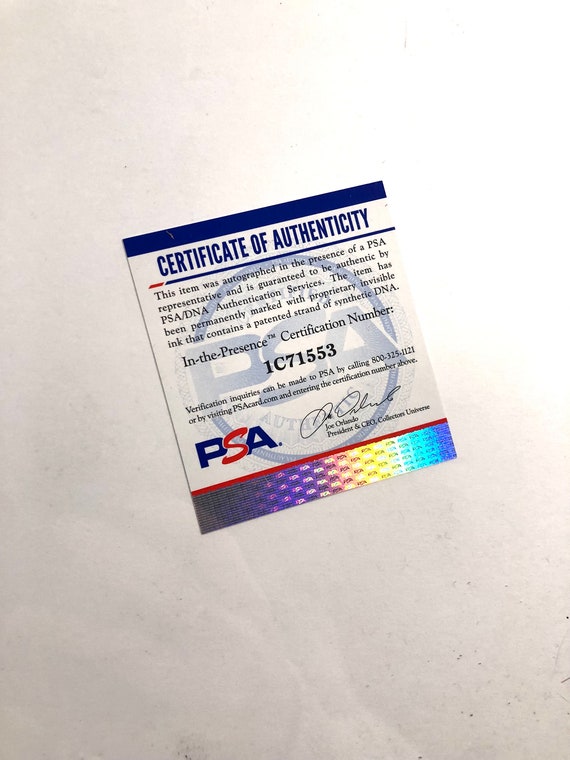 CERTIFICATE OF AUTHENTICITY
This item was autographed in the presence of a PSA
representative and is guaranteed to be authentic by
PSA/DNA Authentication Services. The item has
been permanently marked with proprietary invisible
ink that contains a patented strand of synthetic DNA.
In-the-Presence™ Certification Number:
1C71553
Verification inquiries can be made to PSA by calling 800-325-1121
or by visiting PSAcard.com and entering the certification number above.
PSA®
Joe Orlando
President & CEO, Collectors Universe